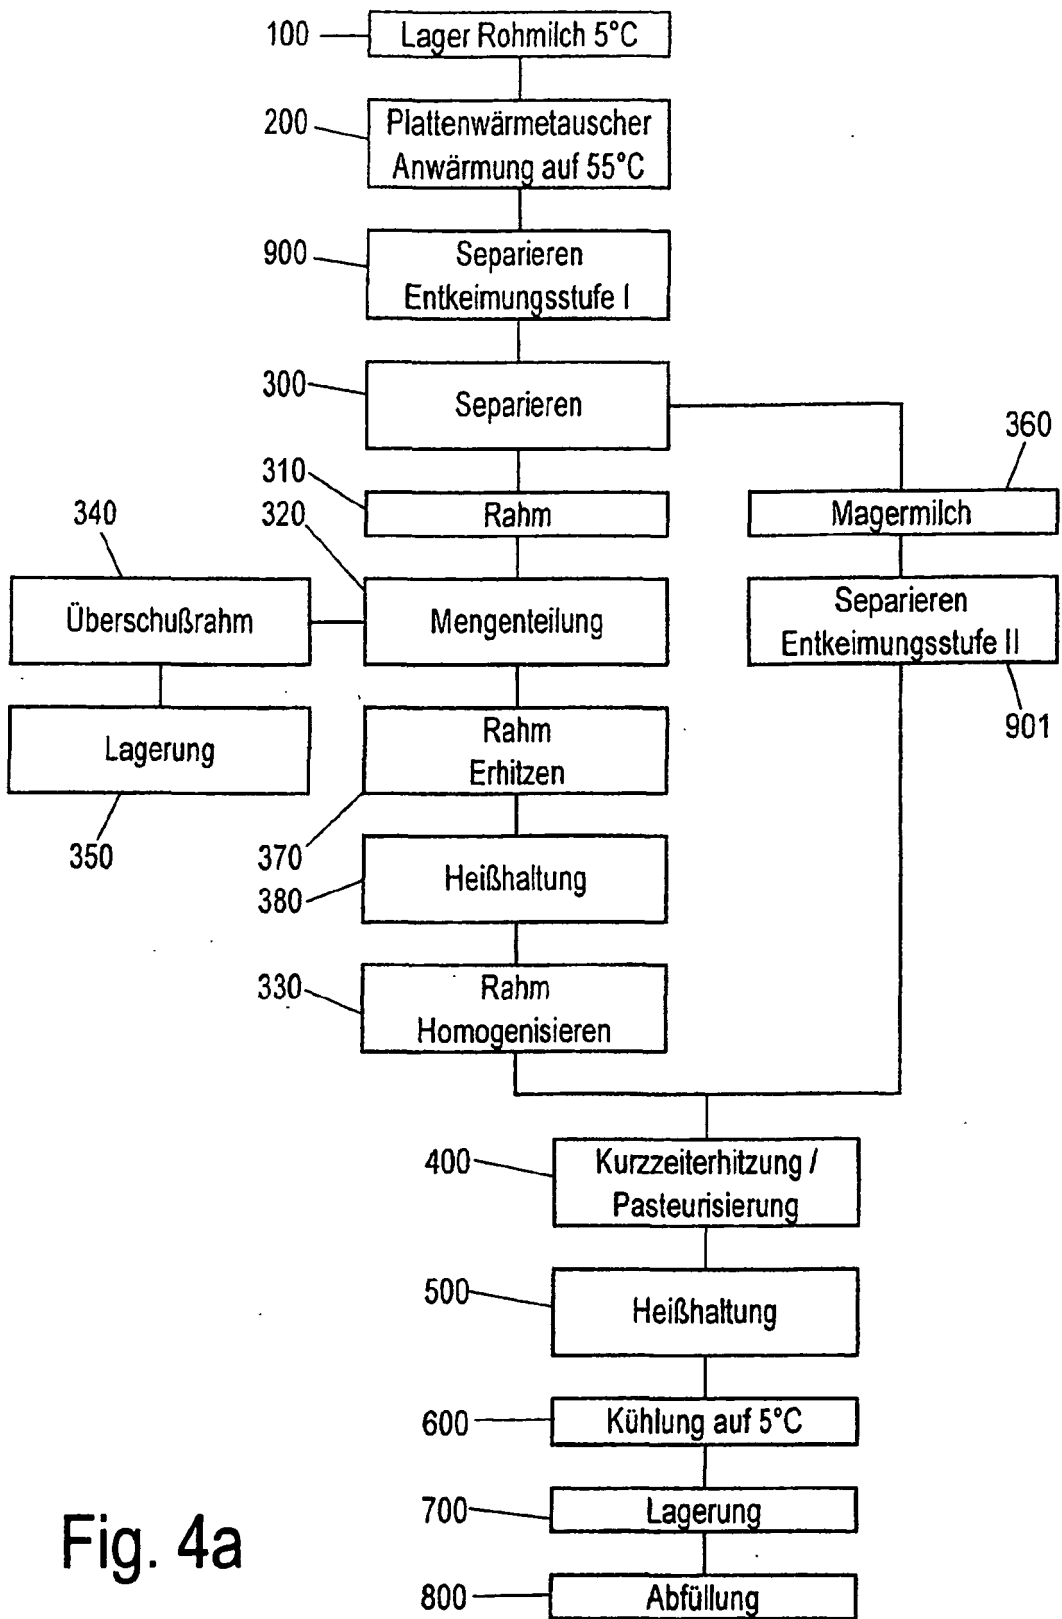 100
Lager Rohmilch 5°C
200
Plattenwärmetauscher
Anwärmung auf 55°C
900
Separieren
Entkeimungsstufe I
300
Separieren
360
310
Rahm
Magermilch
340
320
Überschußrahm
Mengenteilung
Separieren
Entkeimungsstufe II
901
Lagerung
350
Rahm
Erhitzen
370
380
Heißhaltung
330
Rahm
Homogenisieren
400
Kurzzeiterhitzung /
Pasteurisierung
500
Heißhaltung
600
Kühlung auf 5°C
700
Lagerung
800
Abfüllung
Fig. 4a